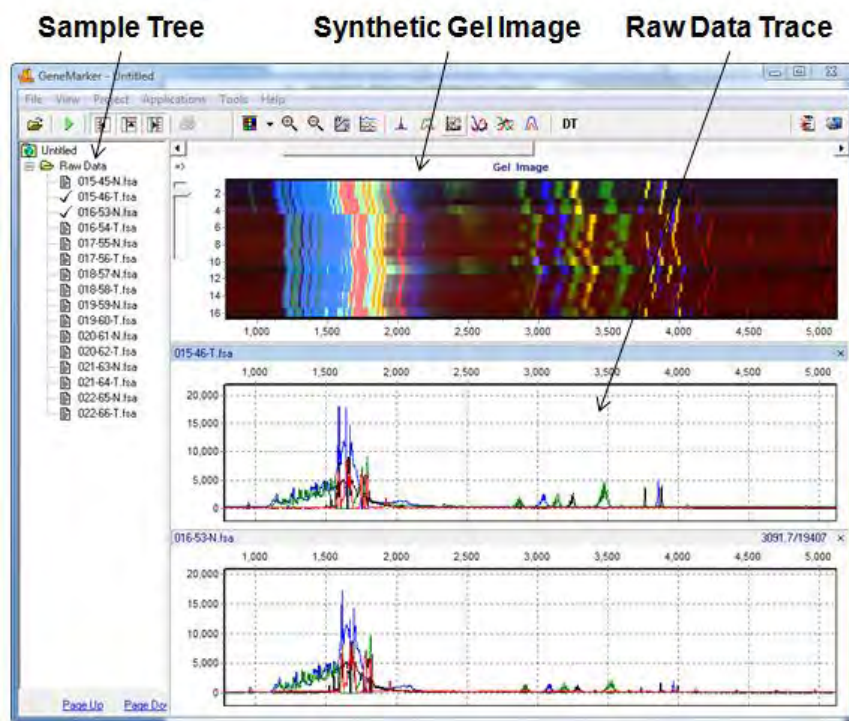 Sample Tree Synthetic Gel Image Raw Data Trace
GeneMarker - Untitled
File View Project Applications Tools Help
DT
Untitled
Raw Data
015-45-N.fsa
015-46-T.fsa
016-53-N.fsa
016-54-T.fsa
017-55-N.fsa
017-56-T.fsa
018-57-N.fsa
018-58-T.fsa
019-59-N.fsa
019-60-T.fsa
020-61-N.fsa
020-62-T.fsa
021-63-N.fsa
021-64-T.fsa
022-65-N.fsa
022-66-T.fsa
Page Up Page Do
=>
Gel Image
2
4
6
8
10
12
14
16
1,000 1,500 2,000 2,500 3,000 3,500 4,000 4,500 5,000
015-46-T.fsa
1,000 1,500 2,000 2,500 3,000 3,500 4,000 4,500 5,000
20,000
15,000
10,000
5,000
0
016-53-N.fsa 3091.7/19407
1,000 1,500 2,000 2,500 3,000 3,500 4,000 4,500 5,000
20,000
15,000
10,000
5,000
0